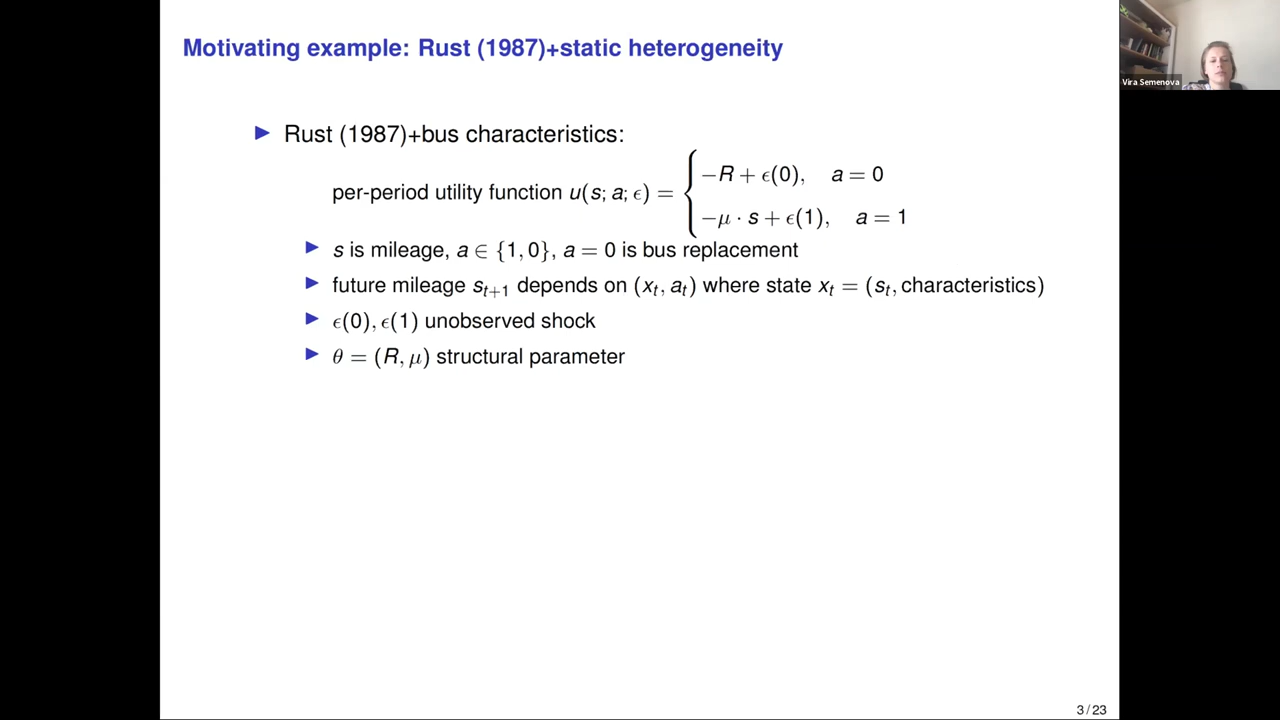 Motivating example: Rust (1987)+static heterogeneity
Vira Semenova
▶ Rust (1987)+bus characteristics:
per-period utility function u(s; a; ϵ) = { −R + ϵ(0), a = 0
−μ · s + ϵ(1), a = 1
▶ s is mileage, a ∈ {1, 0}, a = 0 is bus replacement
▶ future mileage s_{t+1} depends on (x_t, a_t) where state x_t = (s_t, characteristics)
▶ ϵ(0), ϵ(1) unobserved shock
▶ θ = (R, μ) structural parameter
3 / 23